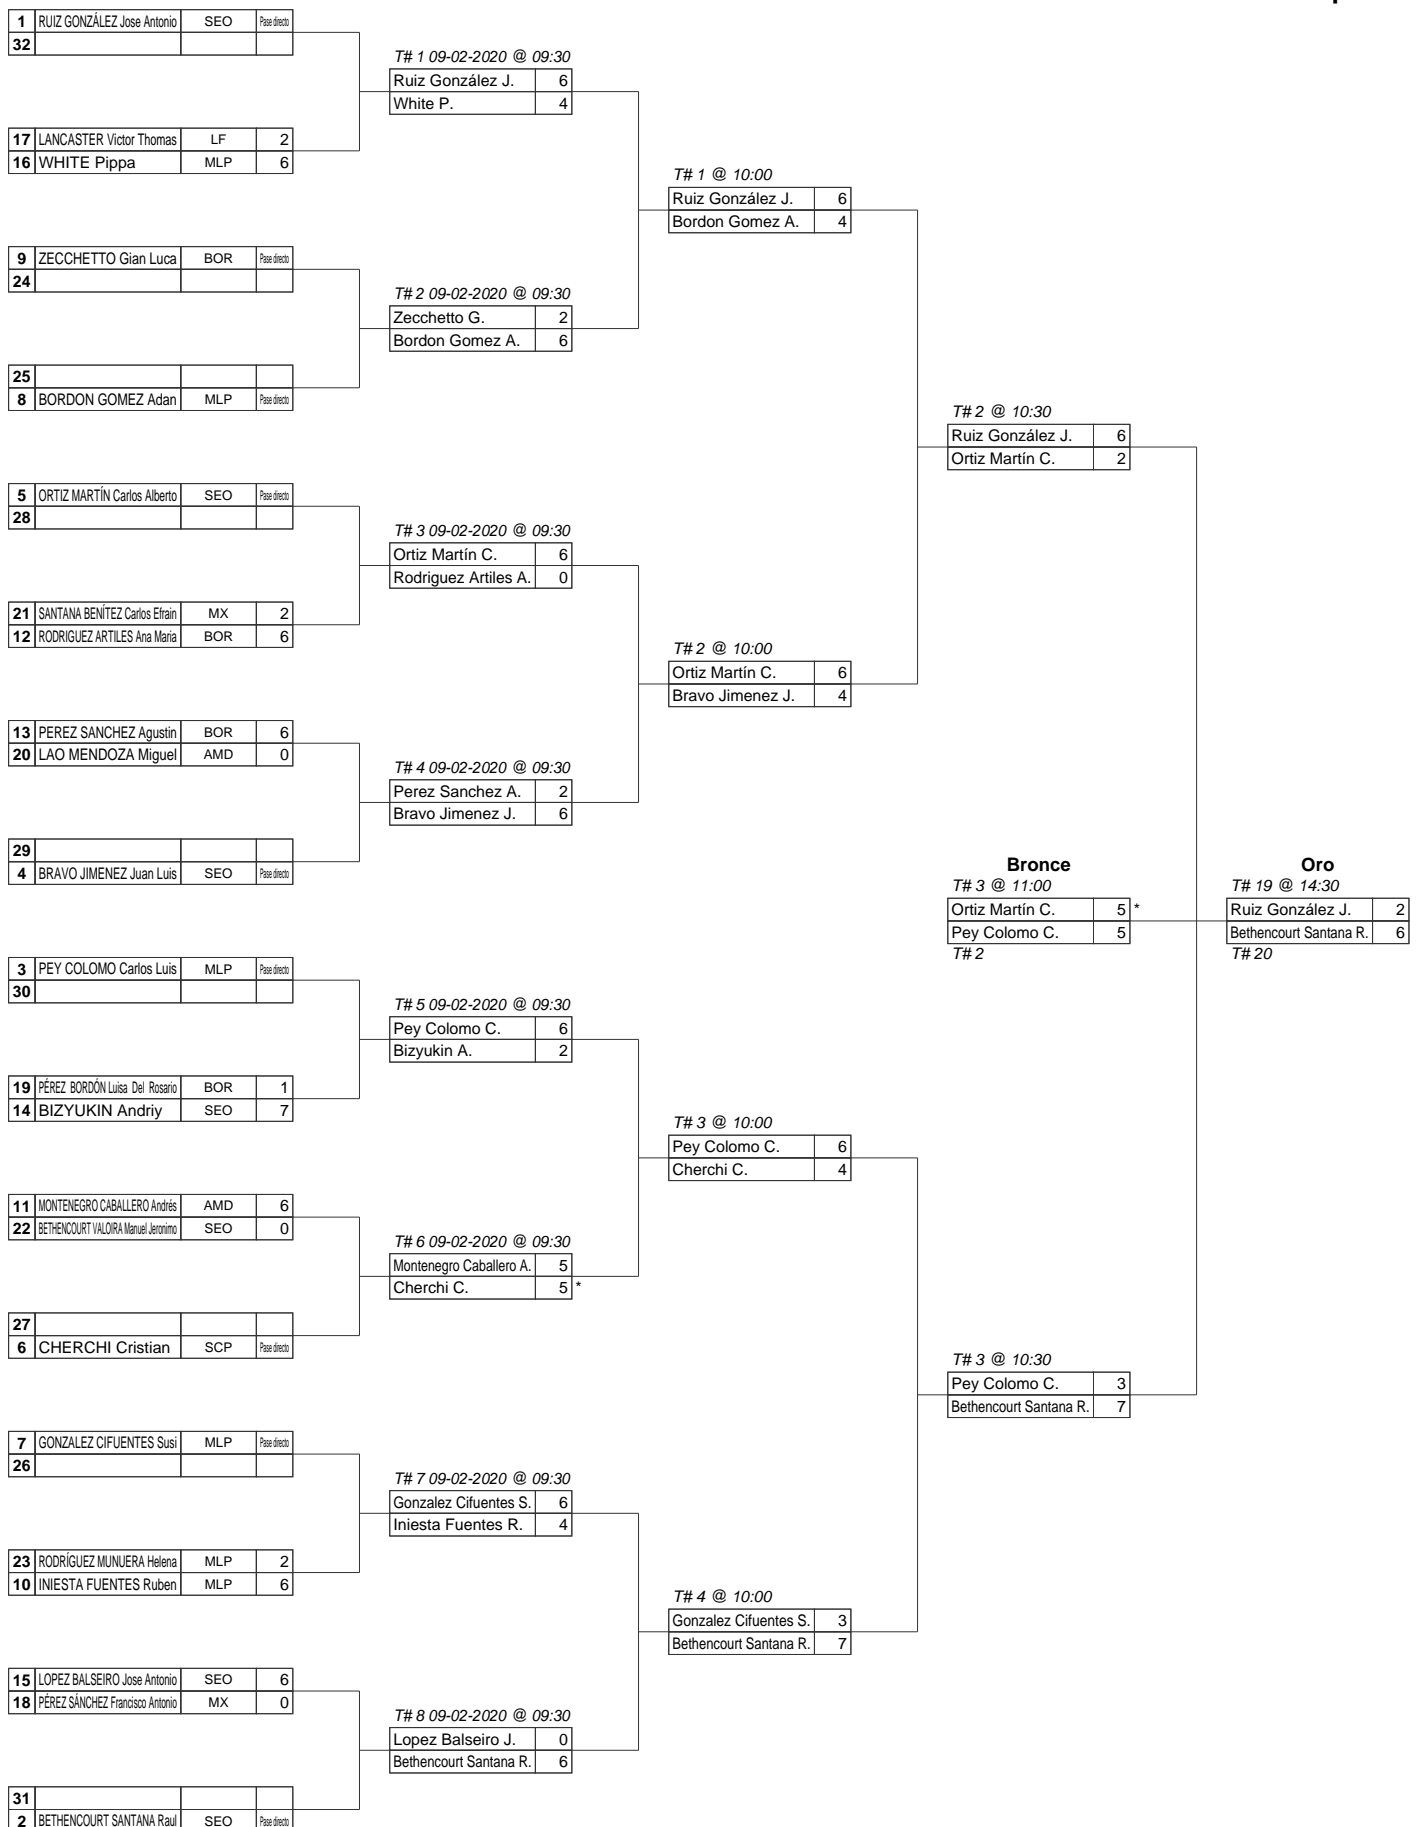 1 RUIZ GONZÁLEZ Jose Antonio SEO Pase directo
32
17 LANCASTER Victor Thomas LF 2
16 WHITE Pippa MLP 6
9 ZECCHETTO Gian Luca BOR Pase directo
24
25
8 BORDON GOMEZ Adan MLP Pase directo
5 ORTIZ MARTÍN Carlos Alberto SEO Pase directo
28
21 SANTANA BENÍTEZ Carlos Efrain MX 2
12 RODRIGUEZ ARTILES Ana Maria BOR 6
13 PEREZ SANCHEZ Agustin BOR 6
20 LAO MENDOZA Miguel AMD 0
29
4 BRAVO JIMENEZ Juan Luis SEO Pase directo
3 PEY COLOMO Carlos Luis MLP Pase directo
30
19 PÉREZ BORDÓN Luisa Del Rosario BOR 1
14 BIZYUKIN Andriy SEO 7
11 MONTENEGRO CABALLERO Andrés AMD 6
22 BETHENCOURT VALOIRA Manuel Jeronimo SEO 0
27
6 CHERCHI Cristian SCP Pase directo
7 GONZALEZ CIFUENTES Susi MLP Pase directo
26
23 RODRÍGUEZ MUNUERA Helena MLP 2
10 INIESTA FUENTES Ruben MLP 6
15 LOPEZ BALSEIRO Jose Antonio SEO 6
18 PÉREZ SÁNCHEZ Francisco Antonio MX 0
31
2 BETHENCOURT SANTANA Raul SEO Pase directo
T# 1 09-02-2020 @ 09:30
Ruiz González J. 6
White P. 4
T# 2 09-02-2020 @ 09:30
Zecchetto G. 2
Bordon Gomez A. 6
T# 3 09-02-2020 @ 09:30
Ortiz Martín C. 6
Rodriguez Artiles A. 0
T# 4 09-02-2020 @ 09:30
Perez Sanchez A. 2
Bravo Jimenez J. 6
T# 5 09-02-2020 @ 09:30
Pey Colomo C. 6
Bizyukin A. 2
T# 6 09-02-2020 @ 09:30
Montenegro Caballero A. 5
Cherchi C. 5 *
T# 7 09-02-2020 @ 09:30
Gonzalez Cifuentes S. 6
Iniesta Fuentes R. 4
T# 8 09-02-2020 @ 09:30
Lopez Balseiro J. 0
Bethencourt Santana R. 6
T# 1 @ 10:00
Ruiz González J. 6
Bordon Gomez A. 4
T# 2 @ 10:00
Ortiz Martín C. 6
Bravo Jimenez J. 4
T# 3 @ 10:00
Pey Colomo C. 6
Cherchi C. 4
T# 4 @ 10:00
Gonzalez Cifuentes S. 3
Bethencourt Santana R. 7
T# 2 @ 10:30
Ruiz González J. 6
Ortiz Martín C. 2
Bronce
T# 3 @ 11:00
Ortiz Martín C. 5 *
Pey Colomo C. 5
T# 2
T# 3 @ 10:30
Pey Colomo C. 3
Bethencourt Santana R. 7
Oro
T# 19 @ 14:30
Ruiz González J. 2
Bethencourt Santana R. 6
T# 20